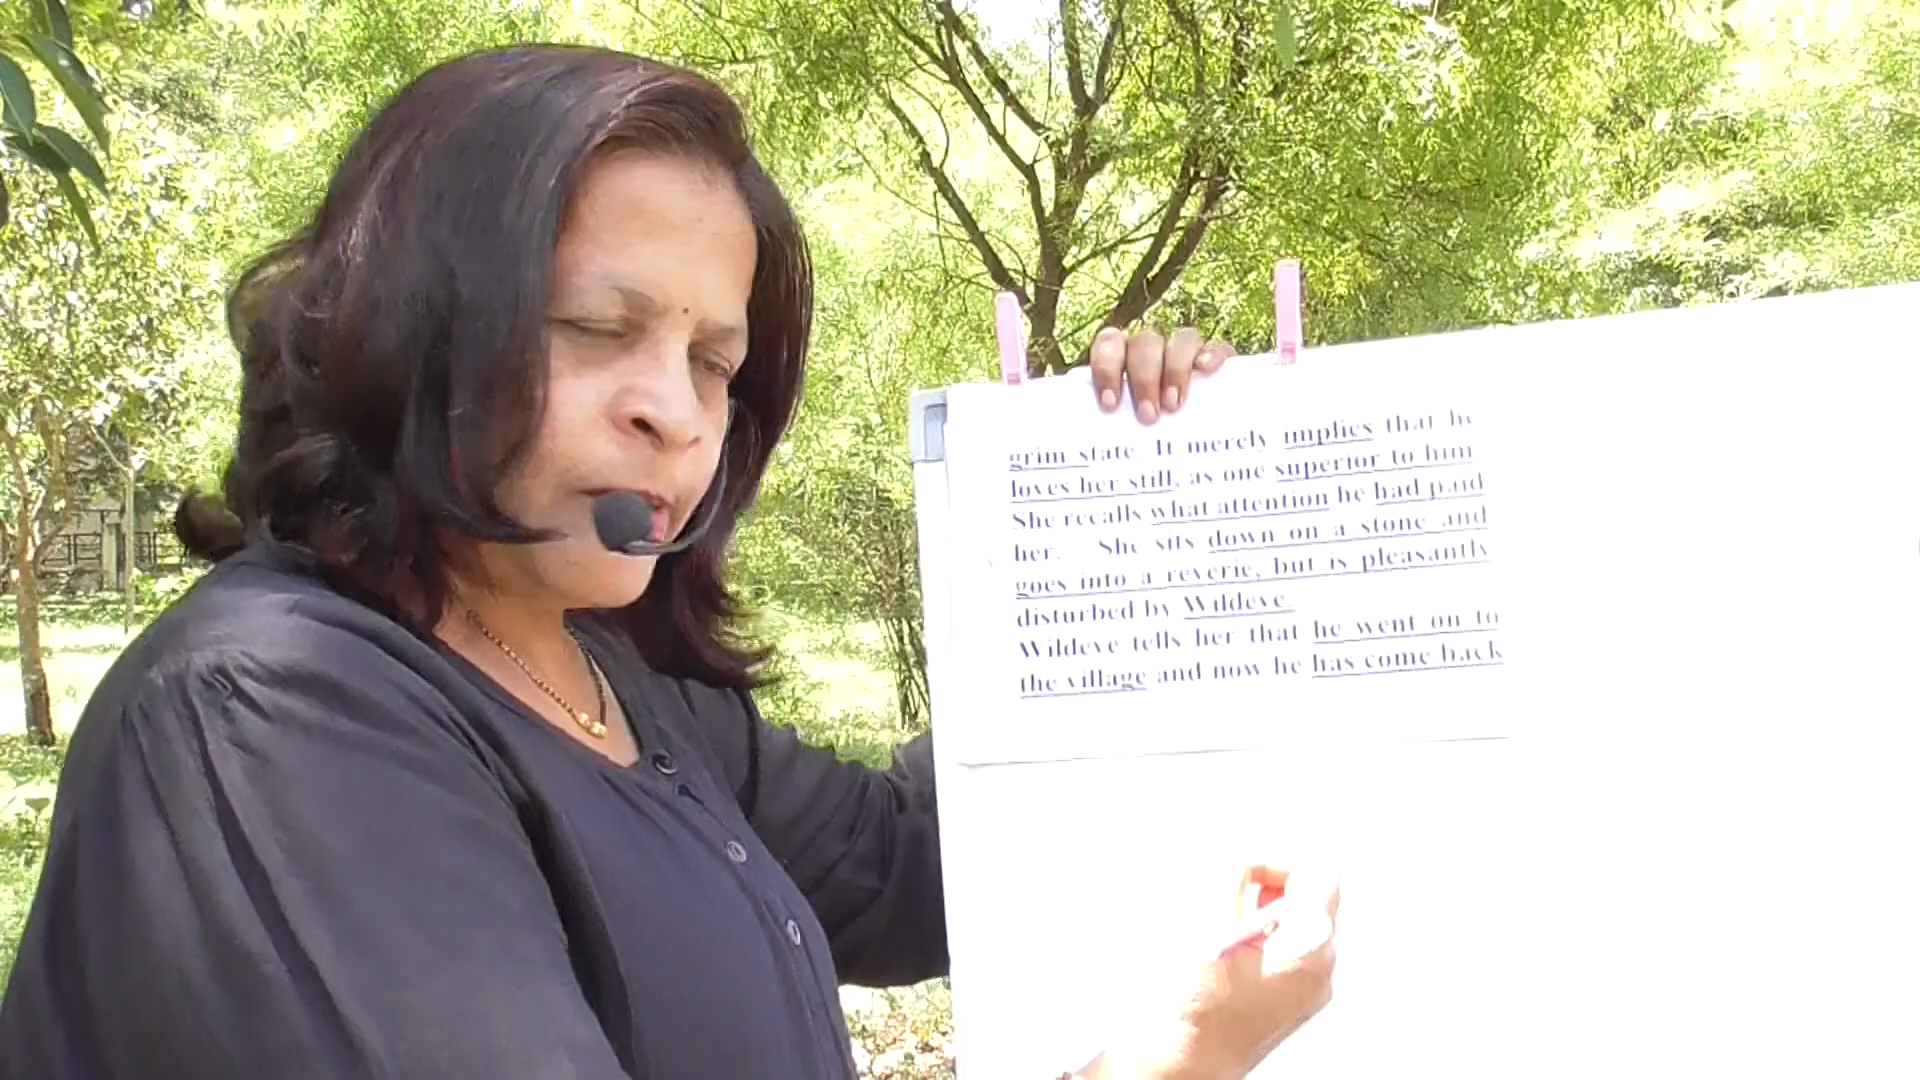 grim state. It merely implies that he
loves her still, as one superior to him
She recalls what attention he had paid
her. She sits down on a stone and
goes into a reverie, but is pleasantly
disturbed by Wildeve.
Wildeve tells her that he went on to
the village and now he has come back